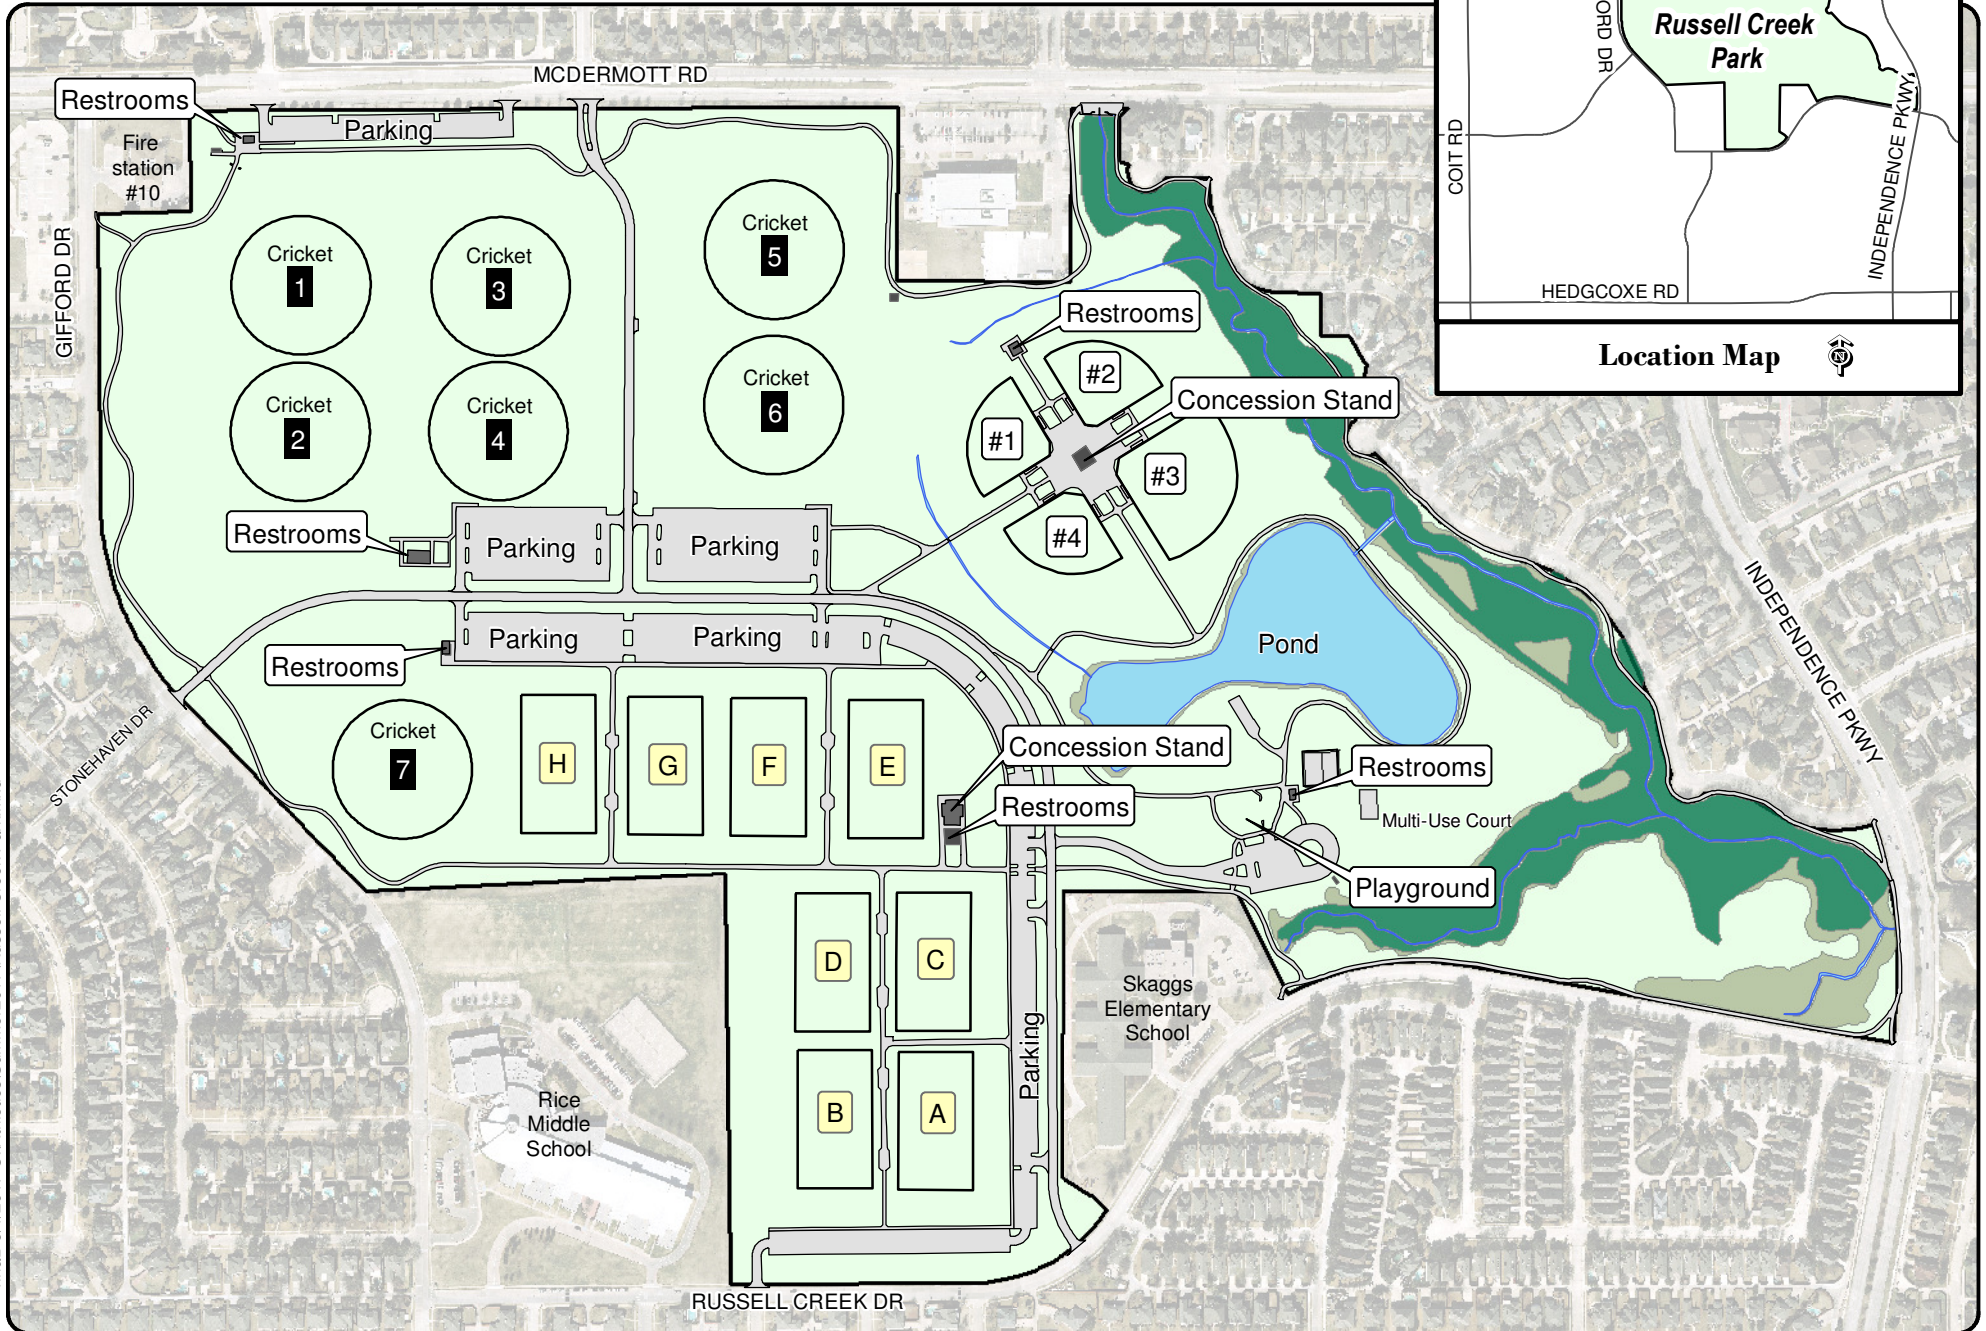 MCDERMOTT RD
Restrooms
Parking
Fire
station
#10
GIFFORD DR
Cricket
1
Cricket
3
Cricket
5
Cricket
2
Cricket
4
Cricket
6
Restrooms
#2
Concession Stand
#1
#3
#4
Restrooms
Parking
Parking
Parking
Parking
Restrooms
Pond
STONEHAVEN DR
Cricket
7
H
G
F
E
Concession Stand
Restrooms
Restrooms
Multi-Use Court
Playground
D
C
B
A
Parking
Skaggs
Elementary
School
Rice
Middle
School
RUSSELL CREEK DR
INDEPENDENCE PKWY
Russell Creek
Park
ORD DR
COIT RD
INDEPENDENCE PKWY
HEDGCOXE RD
Location Map
N